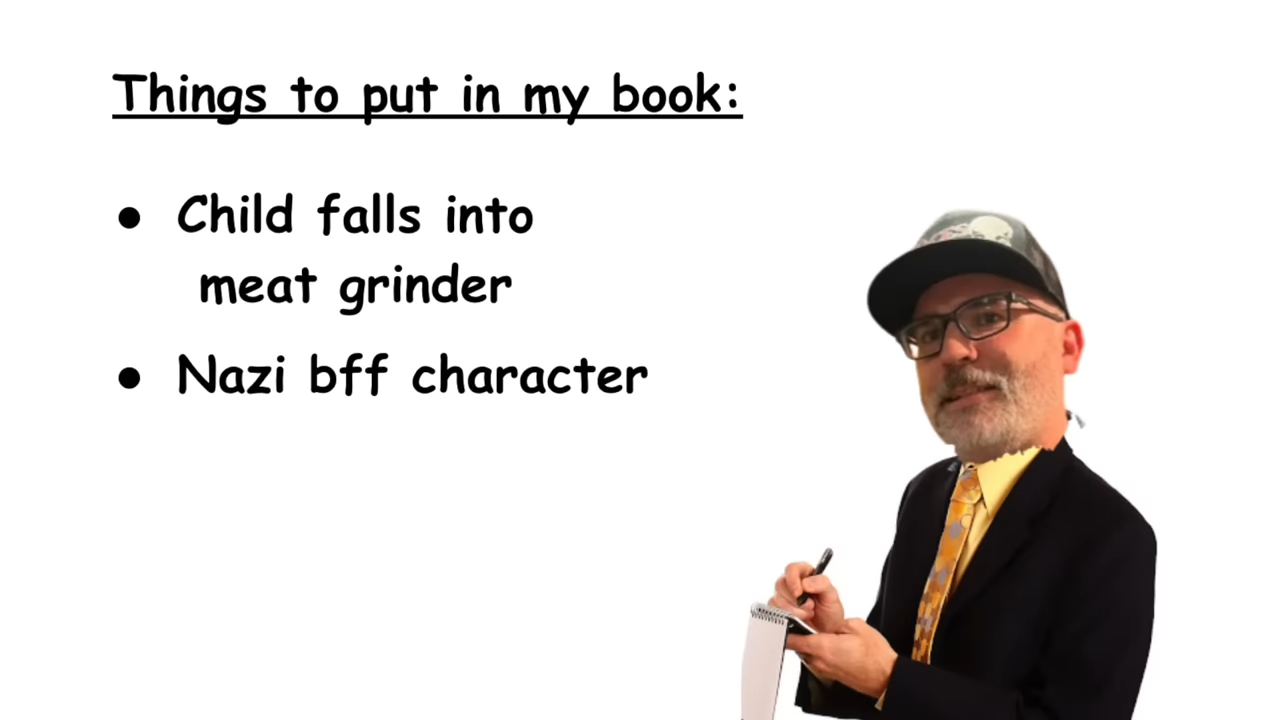 Things to put in my book:
● Child falls into
meat grinder
● Nazi bff character